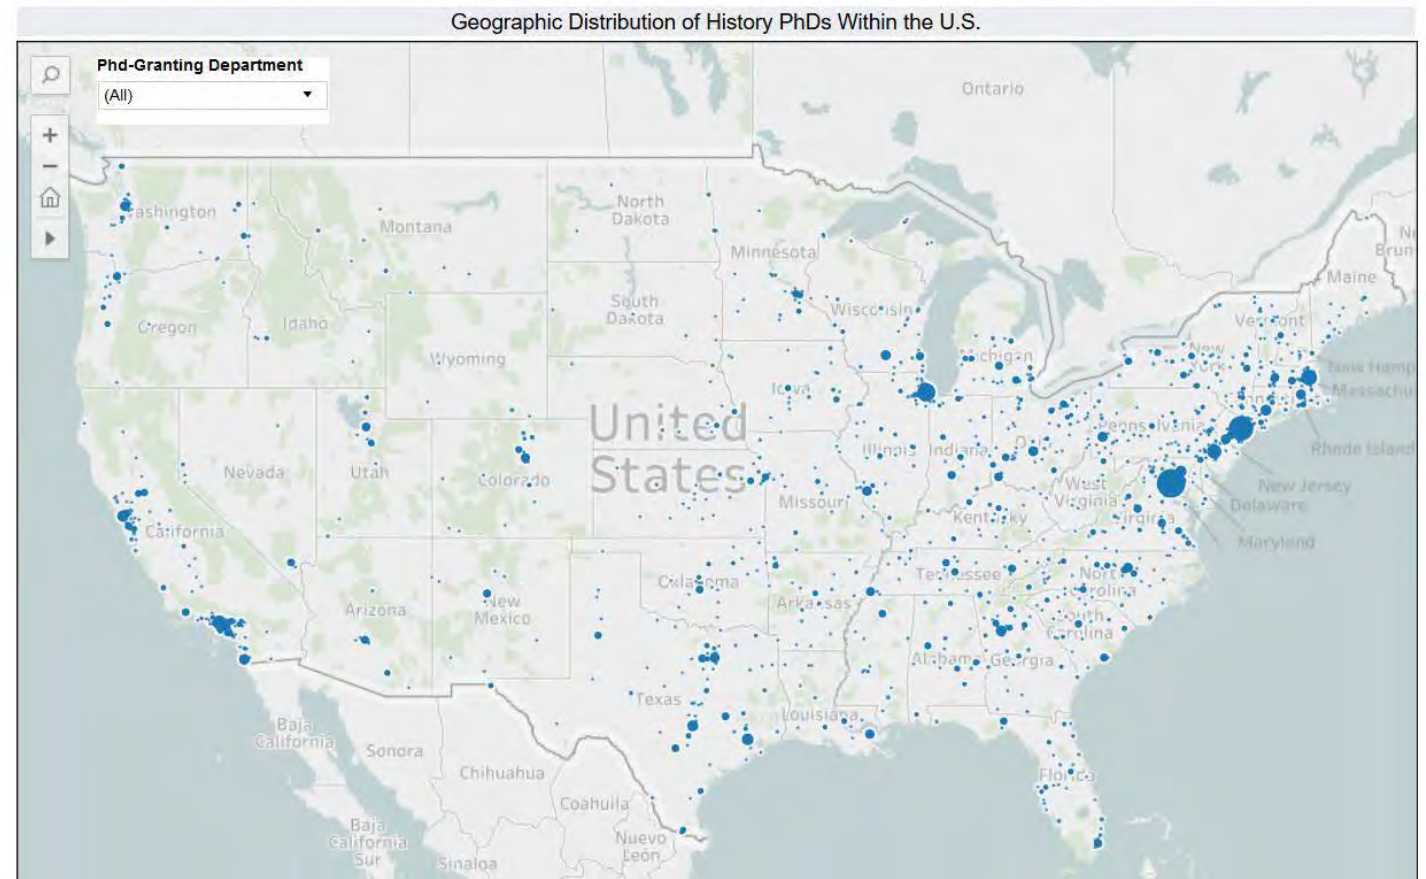 Geographic Distribution of History PhDs Within the U.S.
Phd-Granting Department
(All)
Ontario
North
Dakota
Montana
Minnesota
Maine
South
Dakota
Wisconsin
Oregon
Idaho
Vermont
Wyoming
Michigan
New
York
New Hamp
Massachu
Iowa
United
States
Pennsylvania
Rhode Island
Illinois
Indiana
Nevada
Utah
Colorado
West
Virginia
New Jersey
Delaware
Missouri
Kentucky
Virginia
California
Maryland
Oklahoma
Tennessee
North
Carolina
Arkansas
Arizona
New
Mexico
South
Carolina
Alabama
Georgia
Texas
Louisiana
Baja
California
Sonora
Chihuahua
Florida
Coahuila
Baja
California
Sur
Nuevo
León
Sinaloa